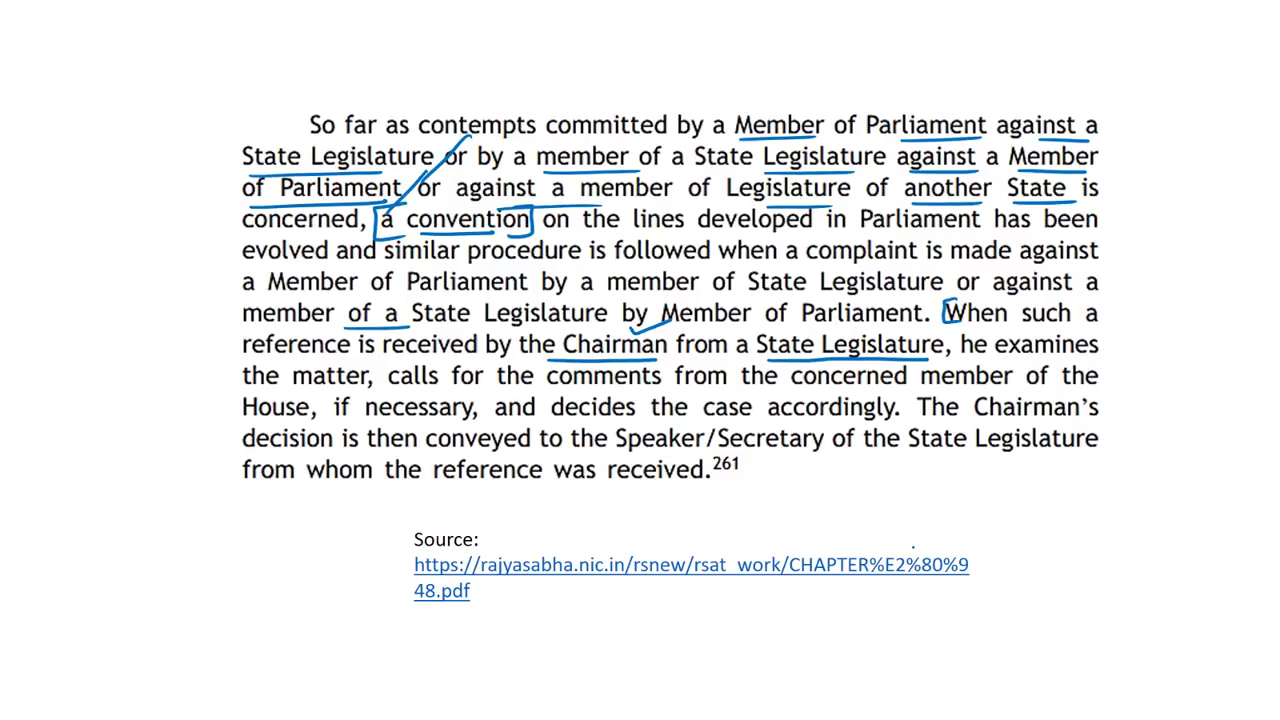 So far as contempts committed by a Member of Parliament against a
State Legislature or by a member of a State Legislature against a Member
of Parliament or against a member of Legislature of another State is
concerned, a convention on the lines developed in Parliament has been
evolved and similar procedure is followed when a complaint is made against
a Member of Parliament by a member of State Legislature or against a
member of a State Legislature by Member of Parliament. When such a
reference is received by the Chairman from a State Legislature, he examines
the matter, calls for the comments from the concerned member of the
House, if necessary, and decides the case accordingly. The Chairman's
decision is then conveyed to the Speaker/Secretary of the State Legislature
from whom the reference was received.261
Source:
https://rajyasabha.nic.in/rsnew/rsat_work/CHAPTER%E2%80%9
48.pdf